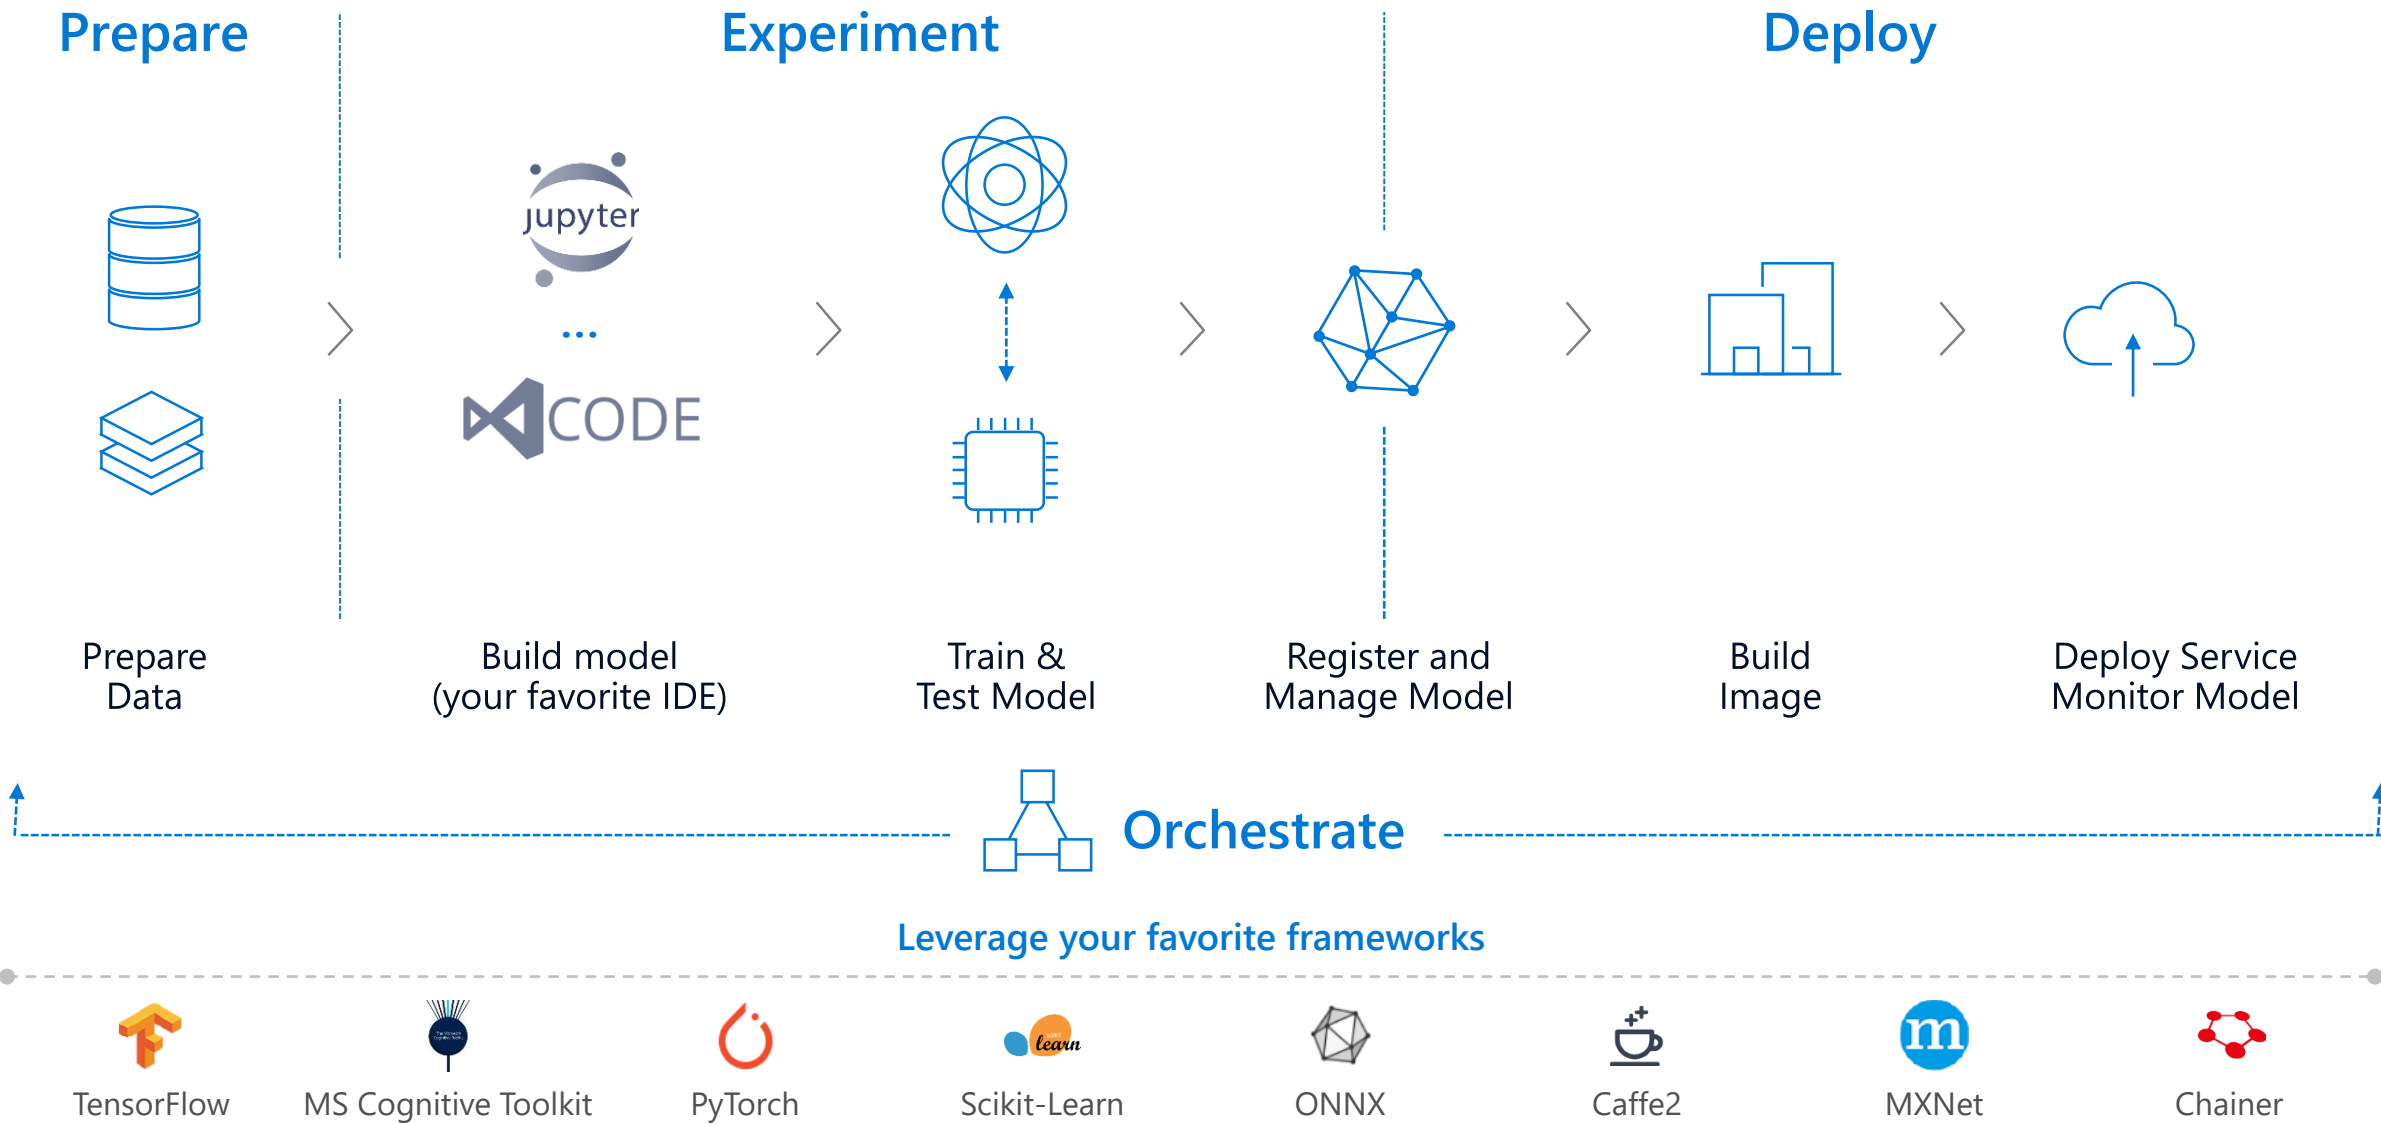 Prepare
Experiment
Deploy
jupyter
...
CODE
Prepare
Data
Build model
(your favorite IDE)
Train &
Test Model
Register and
Manage Model
Build
Image
Deploy Service
Monitor Model
Orchestrate
Leverage your favorite frameworks
learn
m
TensorFlow
MS Cognitive Toolkit
PyTorch
Scikit-Learn
ONNX
Caffe2
MXNet
Chainer